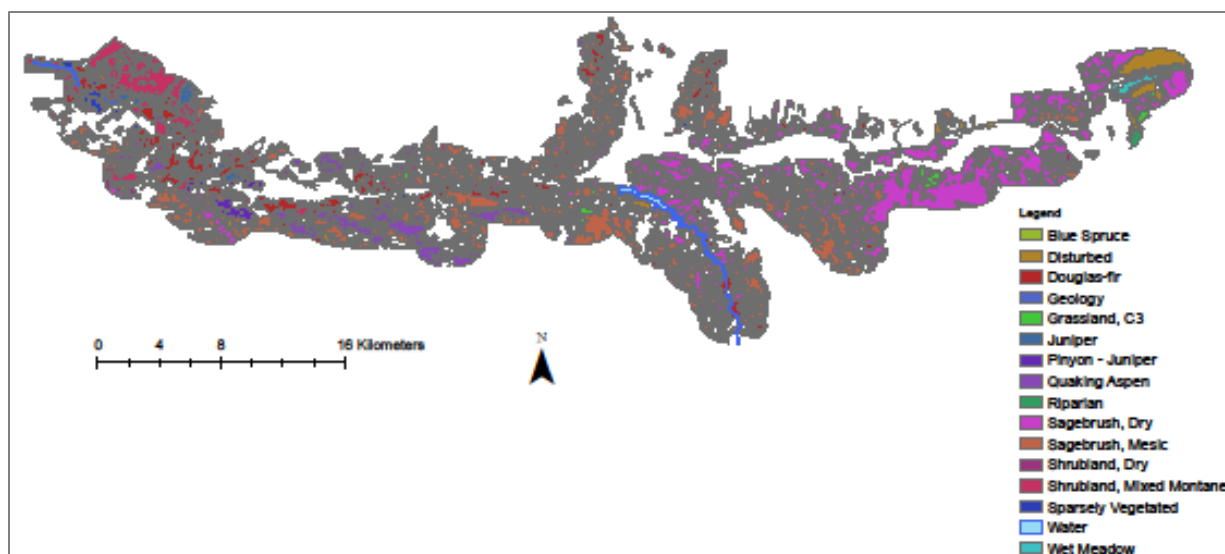 Legend
Blue Spruce
Disturbed
Douglas-fir
Geology
Grassland, C3
Juniper
Pinyon - Juniper
Quaking Aspen
Riparian
Sagebrush, Dry
Sagebrush, Mesic
Shrubland, Dry
Shrubland, Mixed Montane
Sparsely Vegetated
Water
Wet Meadow
0 4 8 16 Kilometers
N